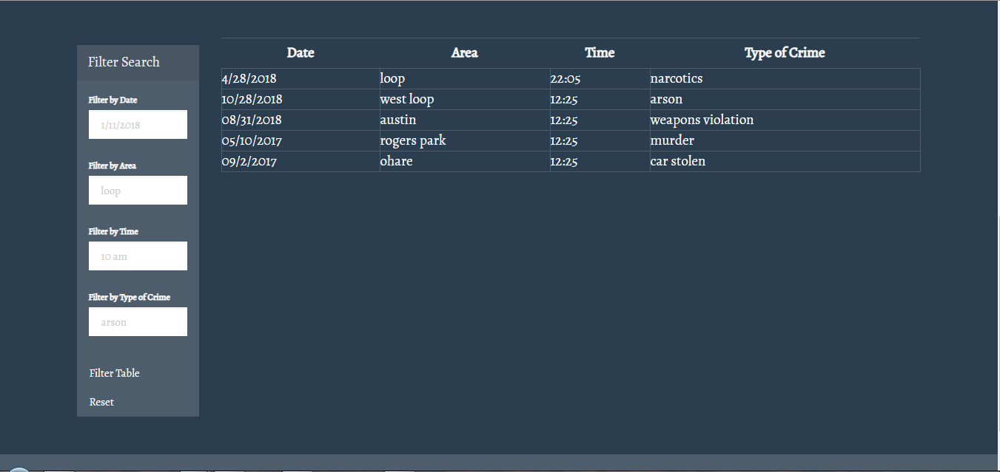 Filter Search
Filter by Date
1/11/2018
Filter by Area
loop
Filter by Time
10 am
Filter by Type of Crime
arson
Filter Table
Reset
Date Area Time Type of Crime
4/28/2018 loop 22:05 narcotics
10/28/2018 west loop 12:25 arson
08/31/2018 austin 12:25 weapons violation
05/10/2017 rogers park 12:25 murder
09/2/2017 ohare 12:25 car stolen